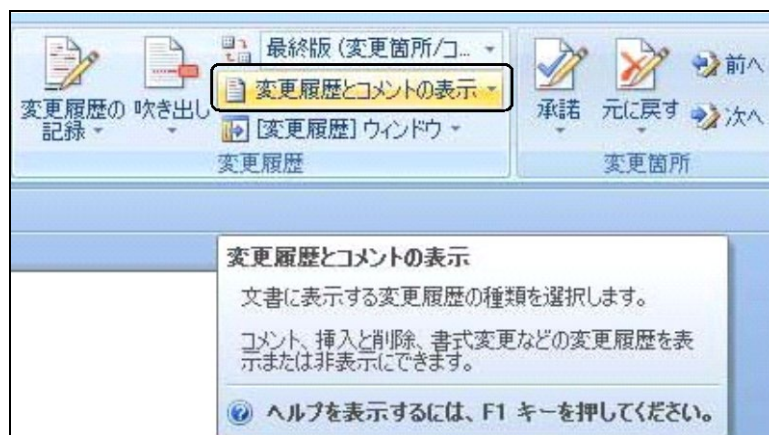 最終版 (変更箇所/コ...
変更履歴とコメントの表示
[変更履歴] ウィンドウ
変更履歴の
記録
吹き出し
変更履歴
承諾
元に戻す
前へ
次へ
変更箇所
変更履歴とコメントの表示
文書に表示する変更履歴の種類を選択します。
コメント、挿入と削除、書式変更などの変更履歴を表
示または非表示にできます。
ヘルプを表示するには、F1 キーを押してください。